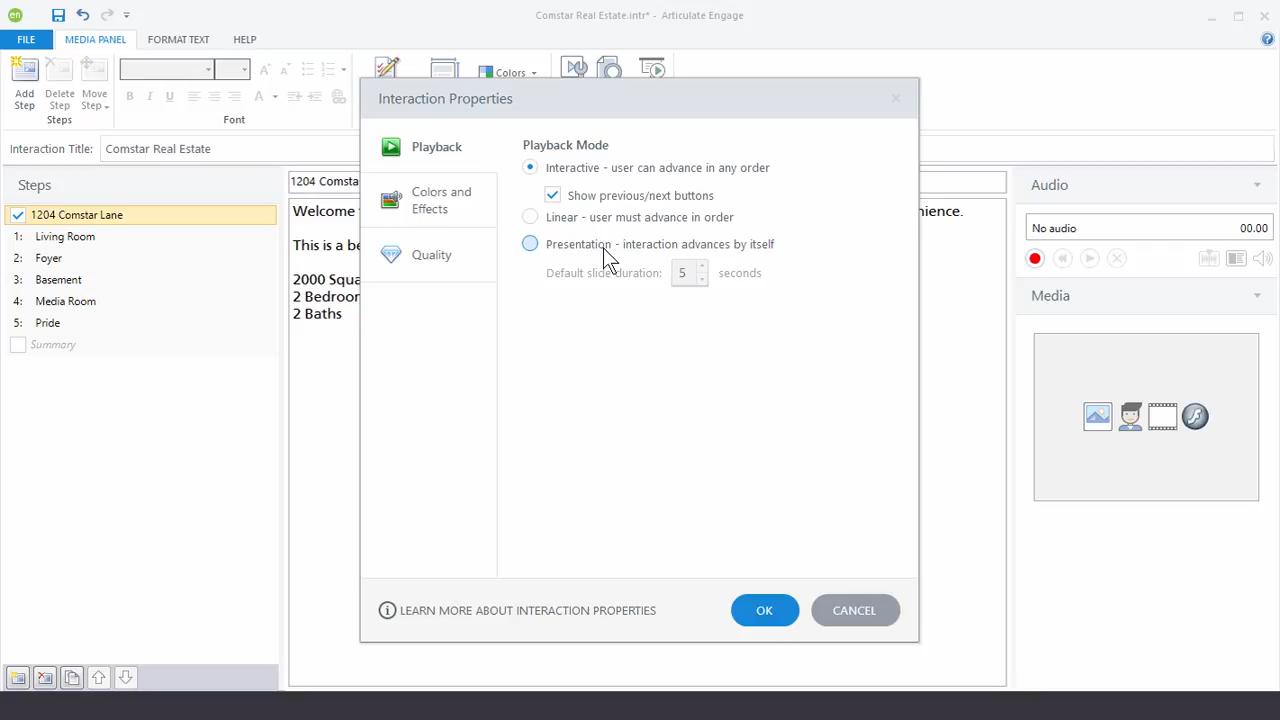 en
Comstar Real Estate.intr* - Articulate Engage
FILE MEDIA PANEL FORMAT TEXT HELP
Colors
Add Step
Delete Step
Move Step
B I U A
Steps
Font
Interaction Title: Comstar Real Estate
Steps
1204 Comstar Lane
1: Living Room
2: Foyer
3: Basement
4: Media Room
5: Pride
Summary
1204 Comsta
Welcome
nience.
This is a be
2000 Squa
2 Bedroom
2 Baths
Interaction Properties
Playback
Colors and Effects
Quality
Playback Mode
Interactive - user can advance in any order
Show previous/next buttons
Linear - user must advance in order
Presentation - interaction advances by itself
Default slide duration: 5 seconds
LEARN MORE ABOUT INTERACTION PROPERTIES
OK
CANCEL
Audio
No audio 00.00
Media